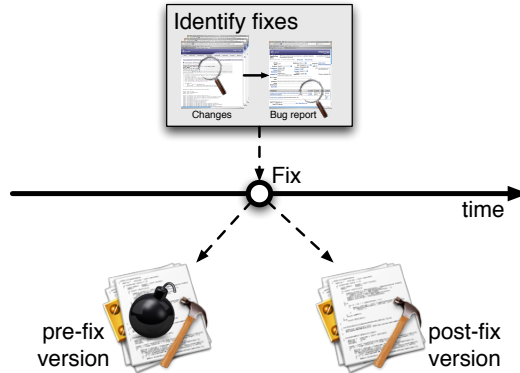 Identify fixes
Changes
Bug report
Fix
time
pre-fix
version
post-fix
version